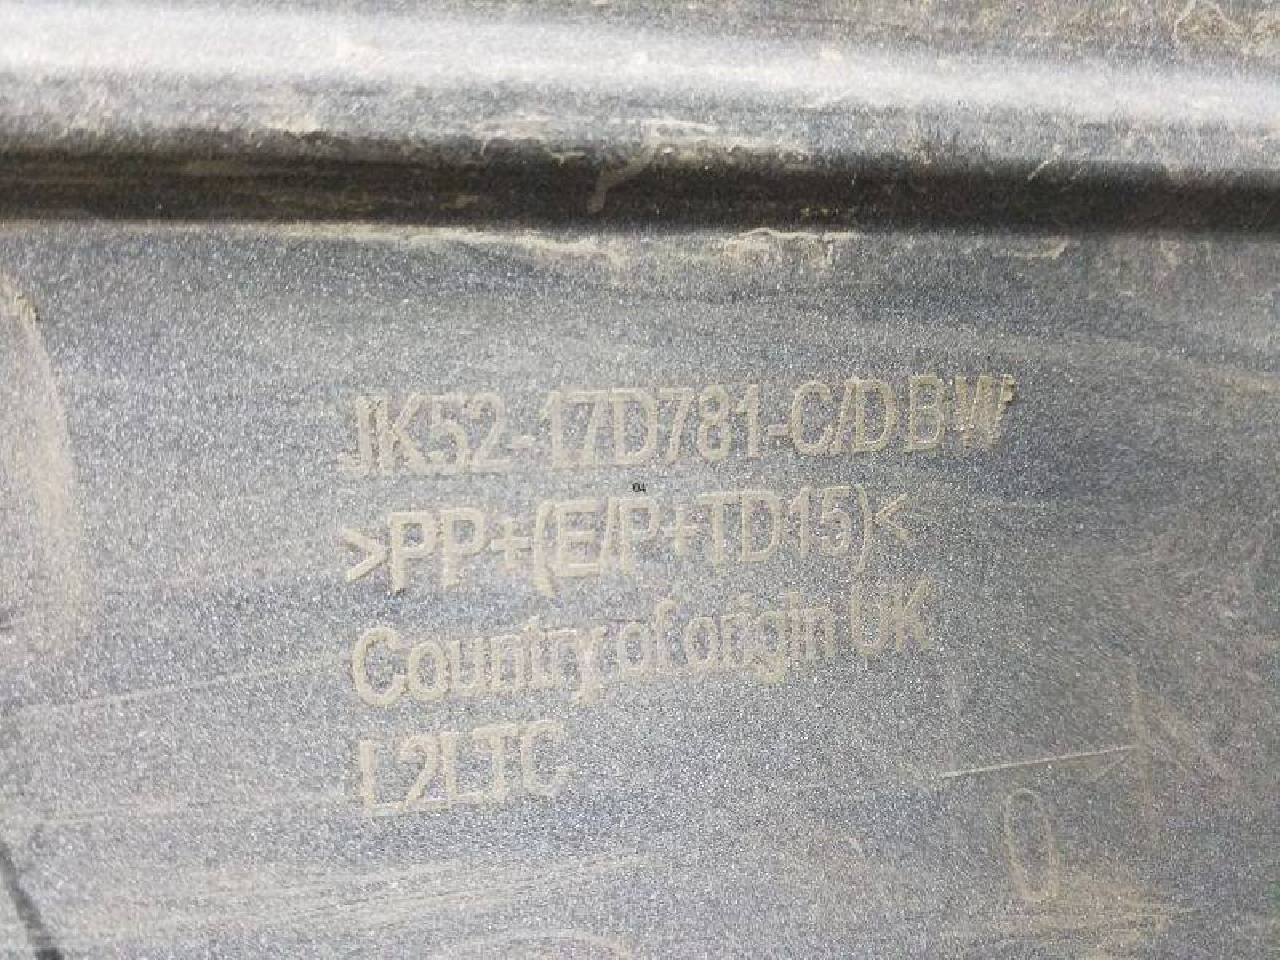 JK52-17D781-C/DBW
>PP+(E/P+TD15)<
Country of origin UK
L2LTC